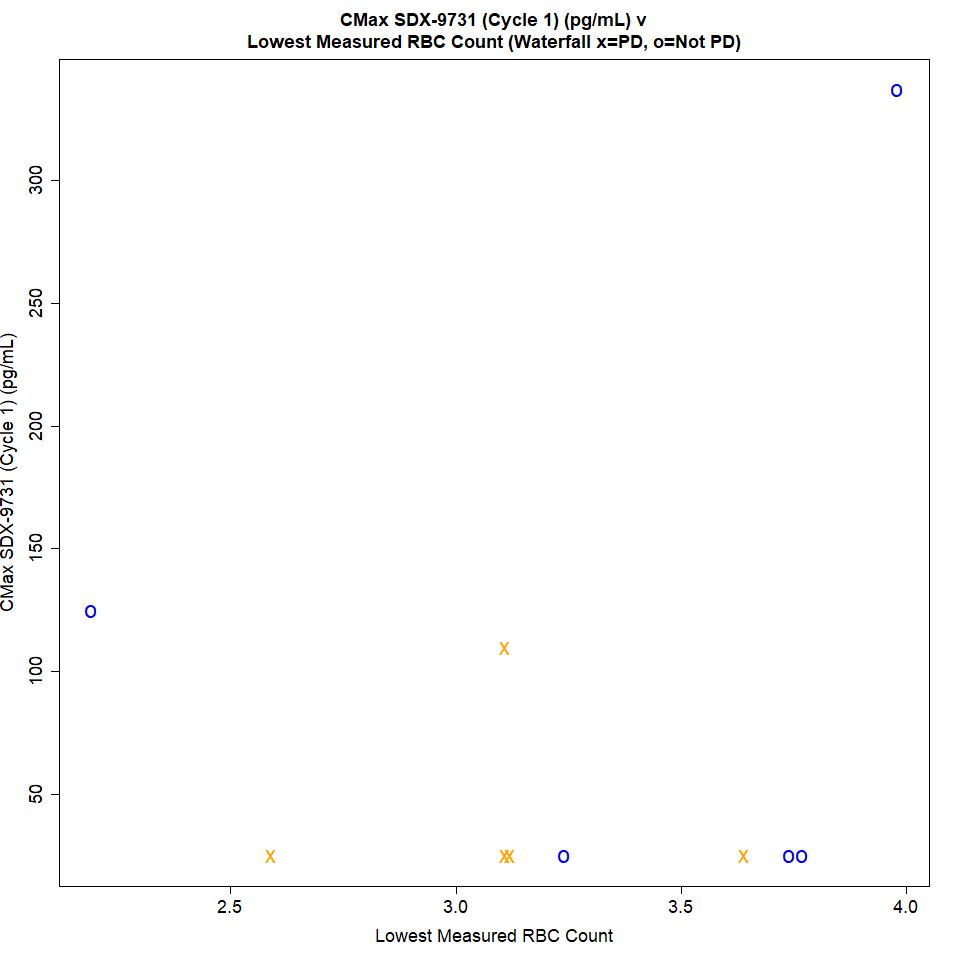 CMax SDX-9731 (Cycle 1) (pg/mL) v
Lowest Measured RBC Count (Waterfall x=PD, o=Not PD)
CMax SDX-9731 (Cycle 1) (pg/mL)
300
250
200
150
100
50
o
o
x
x
xx
o
x
oo
2.5 3.0 3.5 4.0
Lowest Measured RBC Count